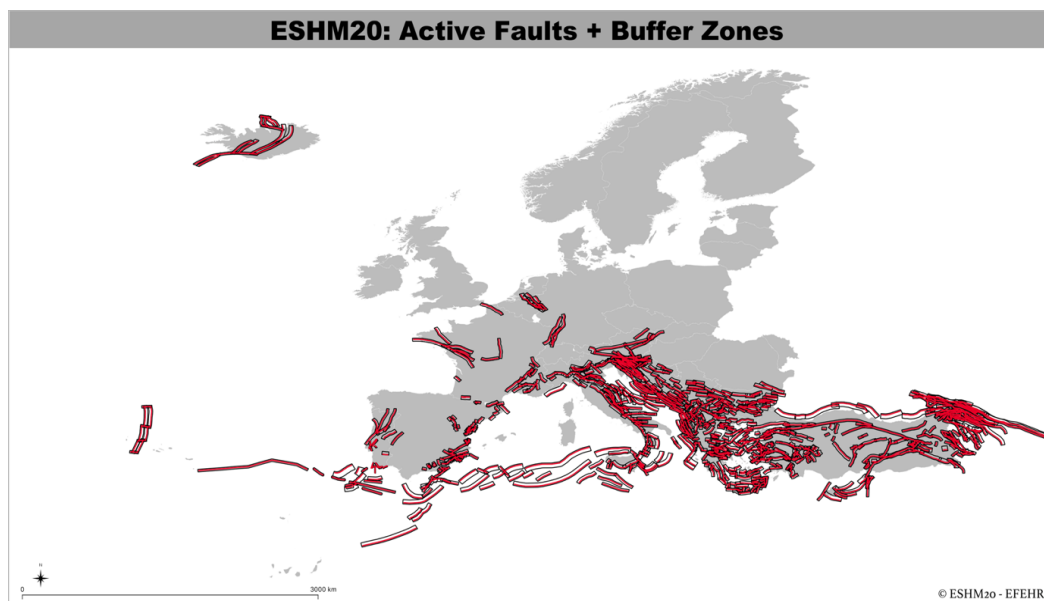 ESHM20: Active Faults + Buffer Zones
N
0
3000 km
© ESHM20 - EFEHR